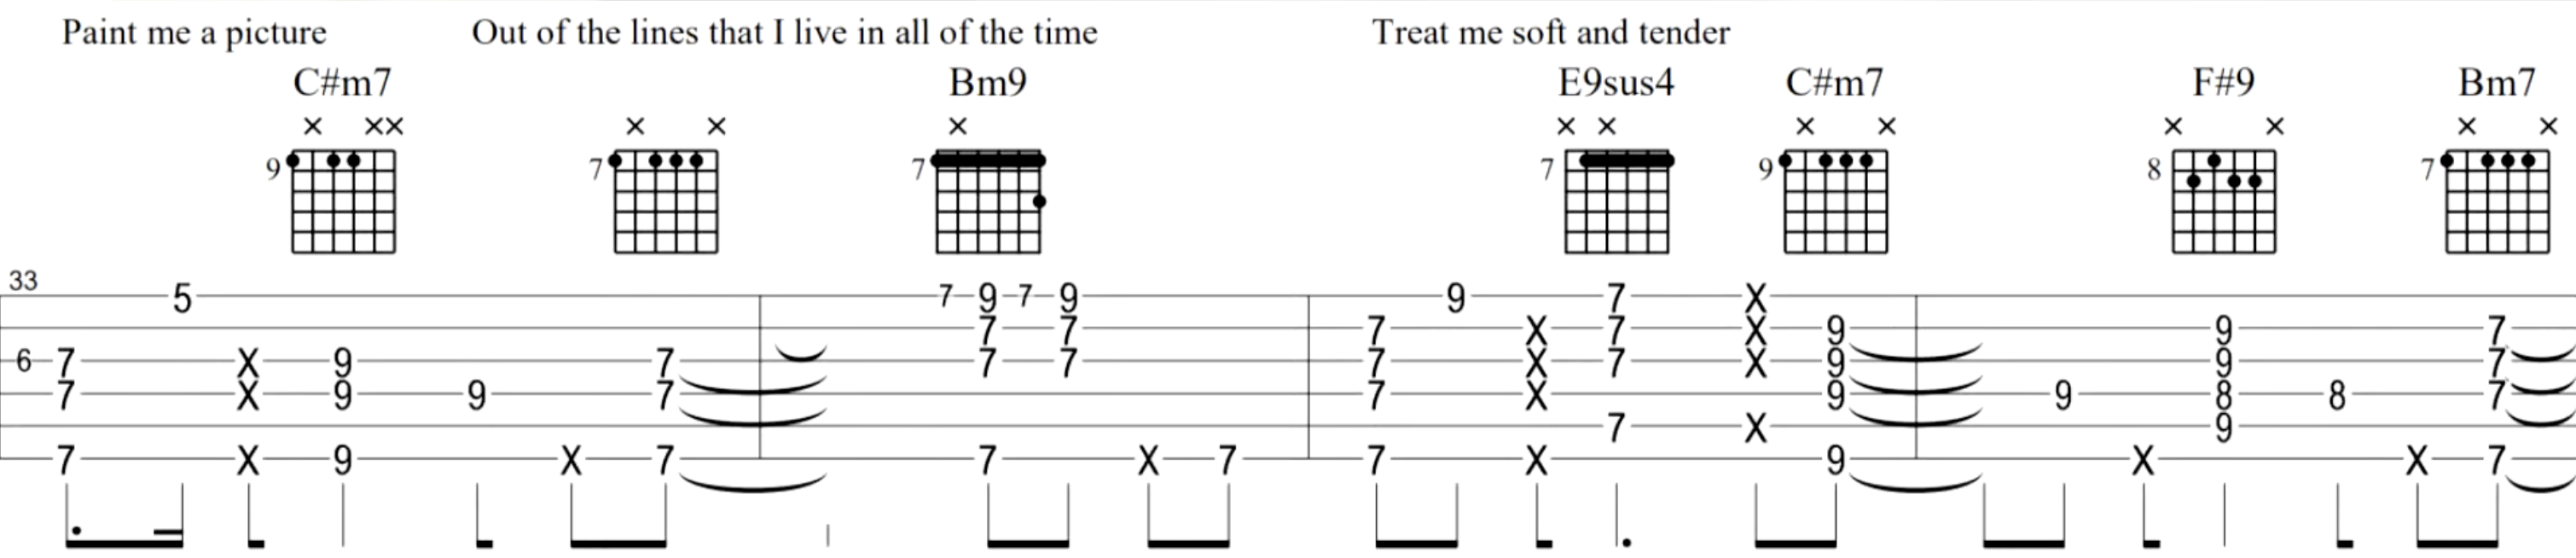 Paint me a picture Out of the lines that I live in all of the time Treat me soft and tender
C#m7 Bm9 E9sus4 C#m7 F#9 Bm7
× ×× × × × × × × × × × × ×
9 7 7 7 9 8 7
33
5 7 9 7 9 9 7 X
7 7 7 X 7 X 9 9 7
6 7 X 9 7 7 7 7 X 7 X 9 9 7
7 X 9 9 7 7 X 9 9 8 8 7
7 X 9
7 X 9 X 7 7 X 7 7 X 9 X X 7